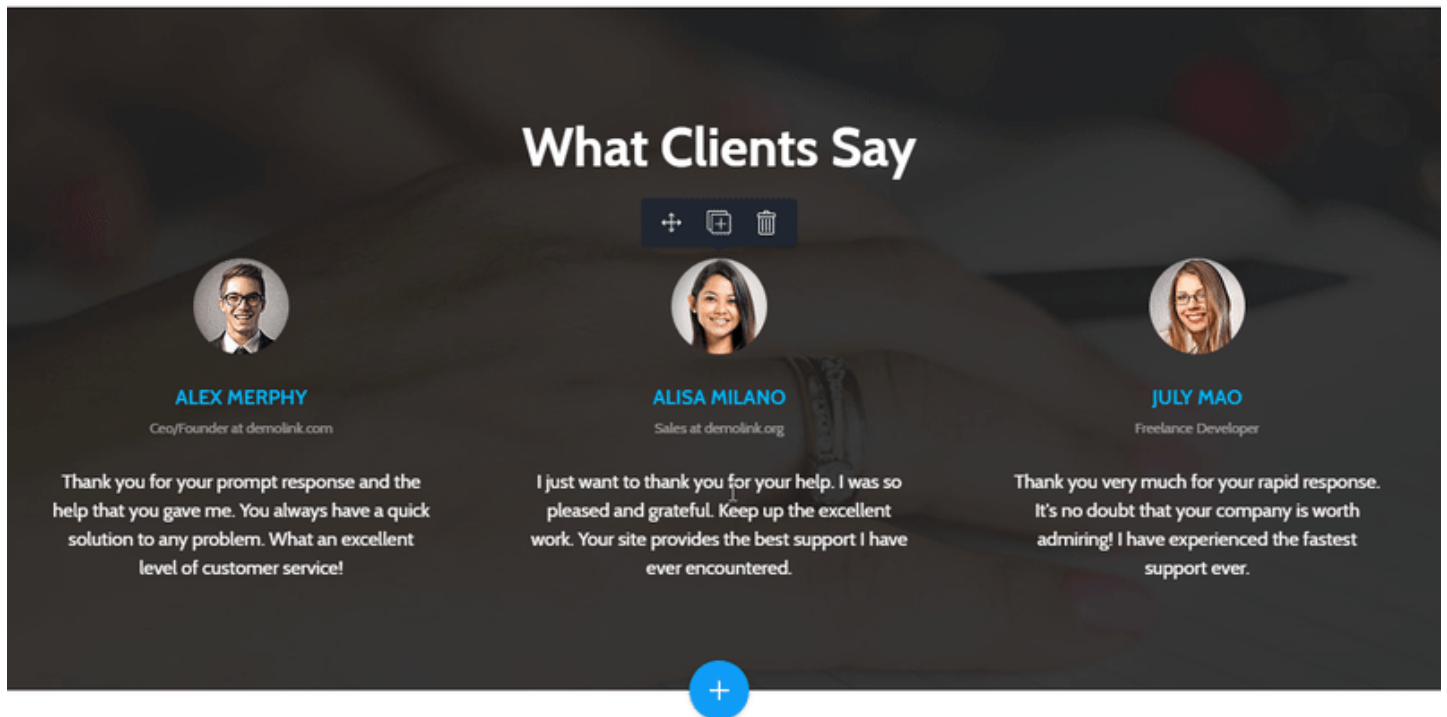 What Clients Say
ALEX MERPHY
Ceo/Founder at demolink.com
Thank you for your prompt response and the
help that you gave me. You always have a quick
solution to any problem. What an excellent
level of customer service!
ALISA MILANO
Sales at demolink.org
I just want to thank you for your help. I was so
pleased and grateful. Keep up the excellent
work. Your site provides the best support I have
ever encountered.
JULY MAO
Freelance Developer
Thank you very much for your rapid response.
It's no doubt that your company is worth
admiring! I have experienced the fastest
support ever.